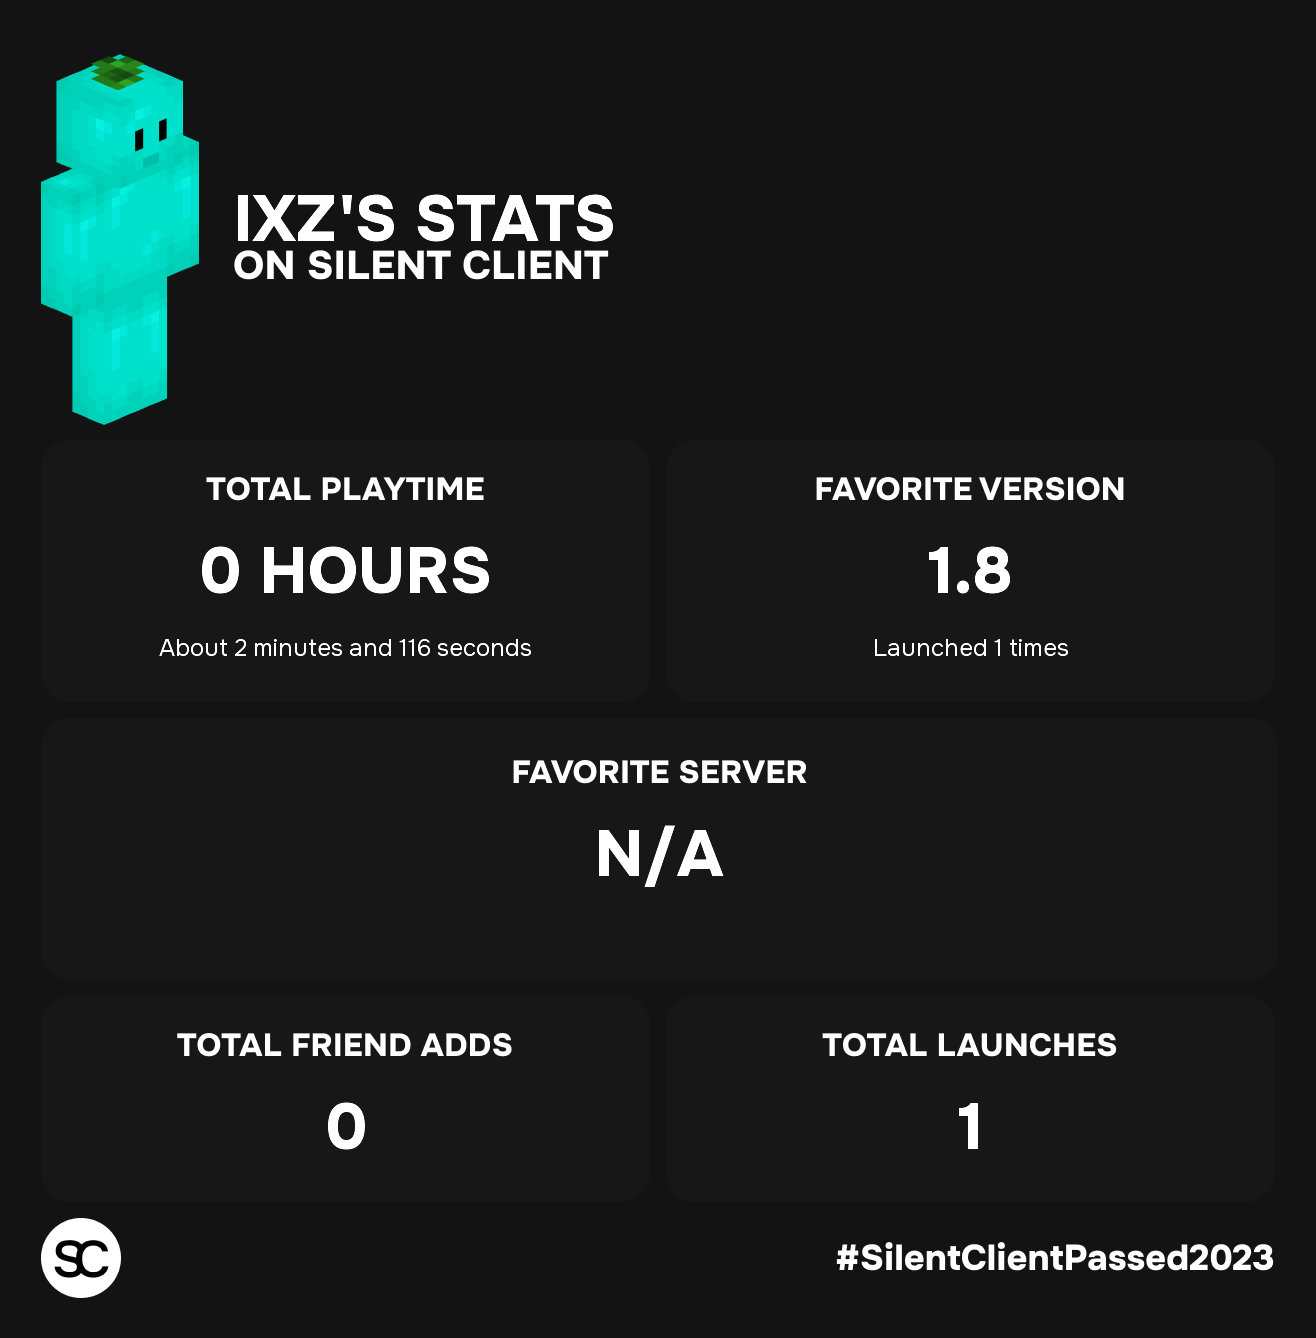 IXZ'S STATS
ON SILENT CLIENT
TOTAL PLAYTIME
0 HOURS
About 2 minutes and 116 seconds
FAVORITE VERSION
1.8
Launched 1 times
FAVORITE SERVER
N/A
TOTAL FRIEND ADDS
0
TOTAL LAUNCHES
1
SC
#SilentClientPassed2023